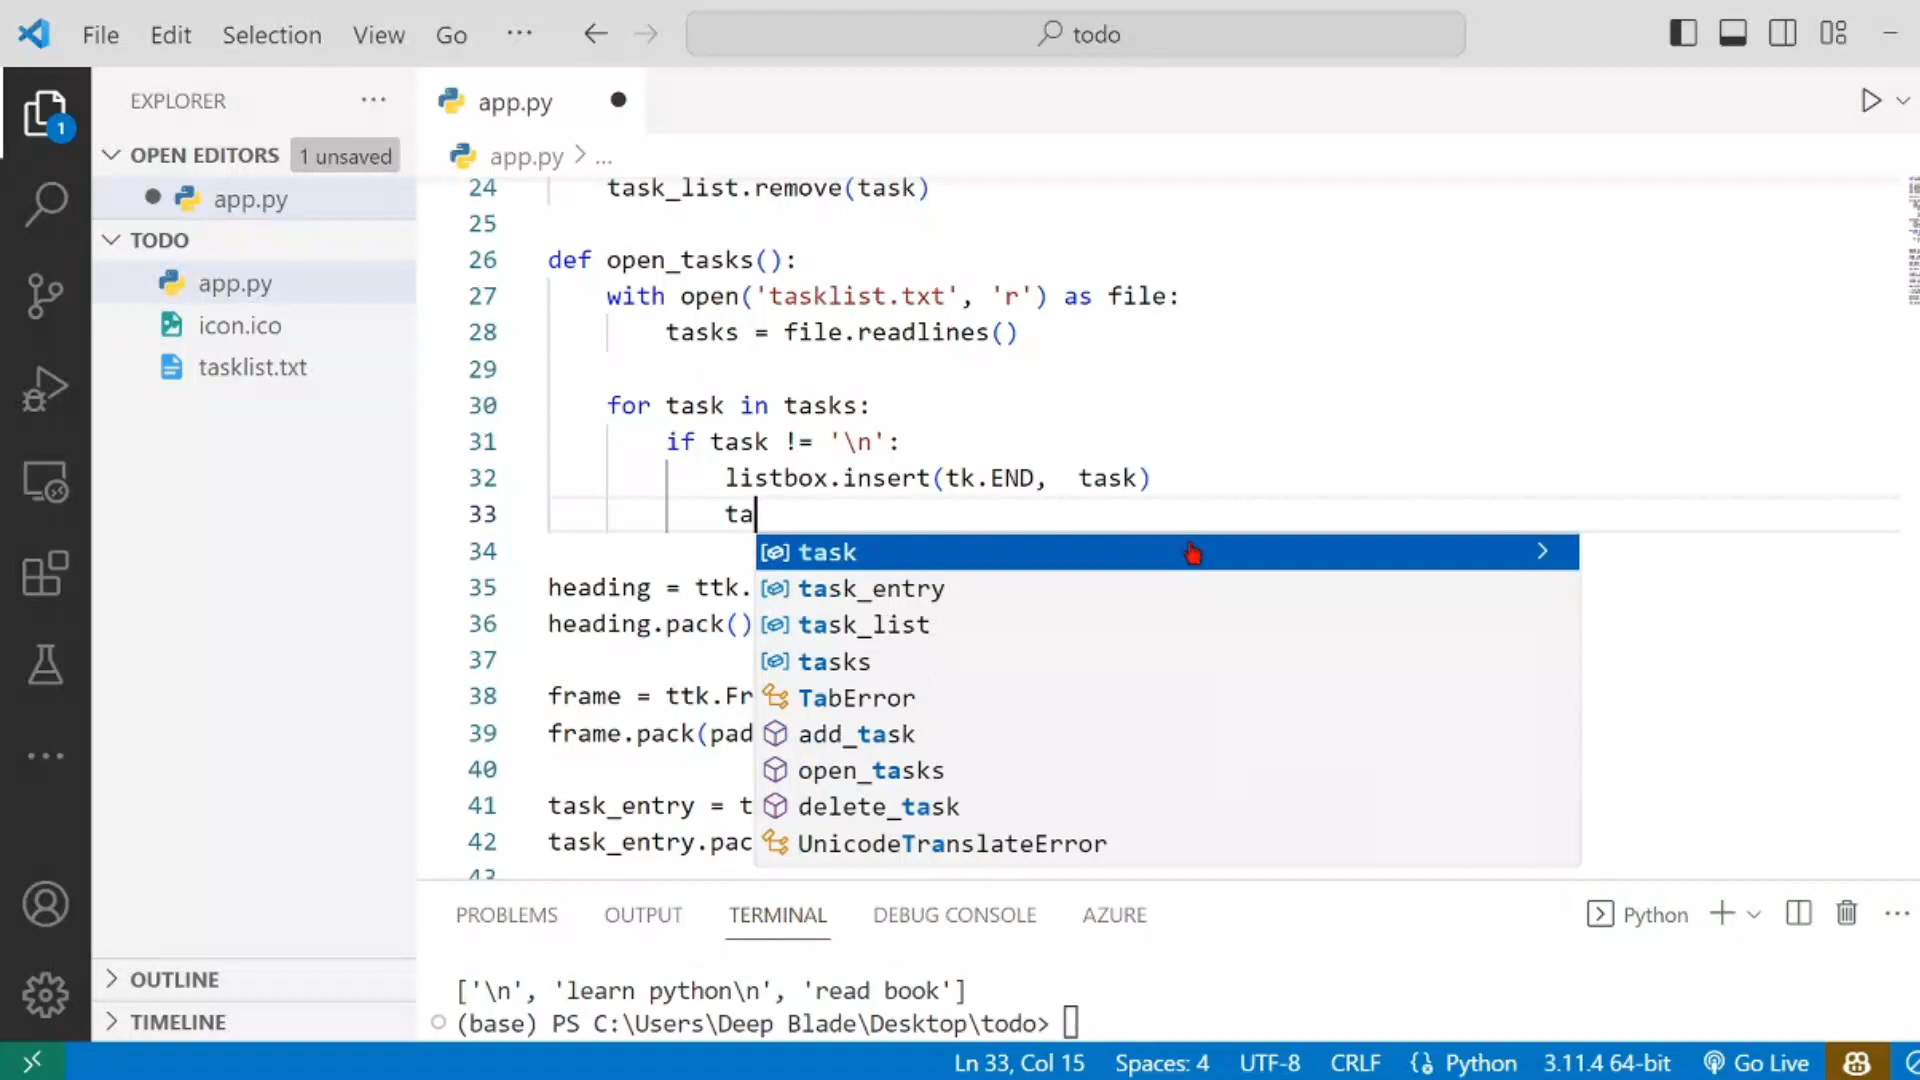 File Edit Selection View Go ··· ← → todo
EXPLORER ···
OPEN EDITORS 1 unsaved
app.py
TODO
app.py
icon.ico
tasklist.txt
OUTLINE
TIMELINE
app.py
app.py > ...
24 task_list.remove(task)
25
26 def open_tasks():
27 with open('tasklist.txt', 'r') as file:
28 tasks = file.readlines()
29
30 for task in tasks:
31 if task != '\n':
32 listbox.insert(tk.END,  task)
33 ta
34
35 heading = ttk.
36 heading.pack()
37
38 frame = ttk.Fr
39 frame.pack(pad
40
41 task_entry = t
42 task_entry.pac
43
task
task_entry
task_list
tasks
TabError
add_task
open_tasks
delete_task
UnicodeTranslateError
PROBLEMS OUTPUT TERMINAL DEBUG CONSOLE AZURE Python
['\n', 'learn python\n', 'read book']
(base) PS C:\Users\Deep Blade\Desktop\todo>
Ln 33, Col 15 Spaces: 4 UTF-8 CRLF Python 3.11.4 64-bit Go Live
1